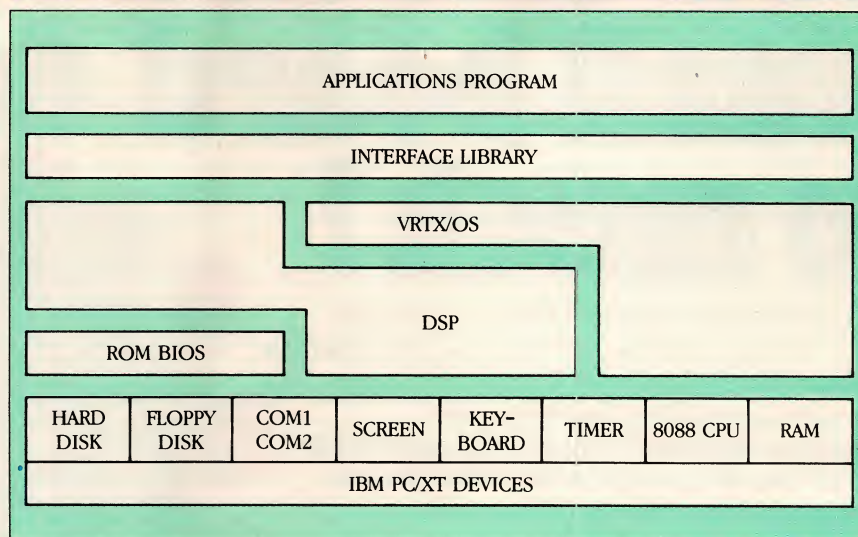 APPLICATIONS PROGRAM
INTERFACE LIBRARY
VRTX/OS
DSP
ROM BIOS
HARD
DISK
FLOPPY
DISK
COM1
COM2
SCREEN
KEY-
BOARD
TIMER
8088 CPU
RAM
IBM PC/XT DEVICES